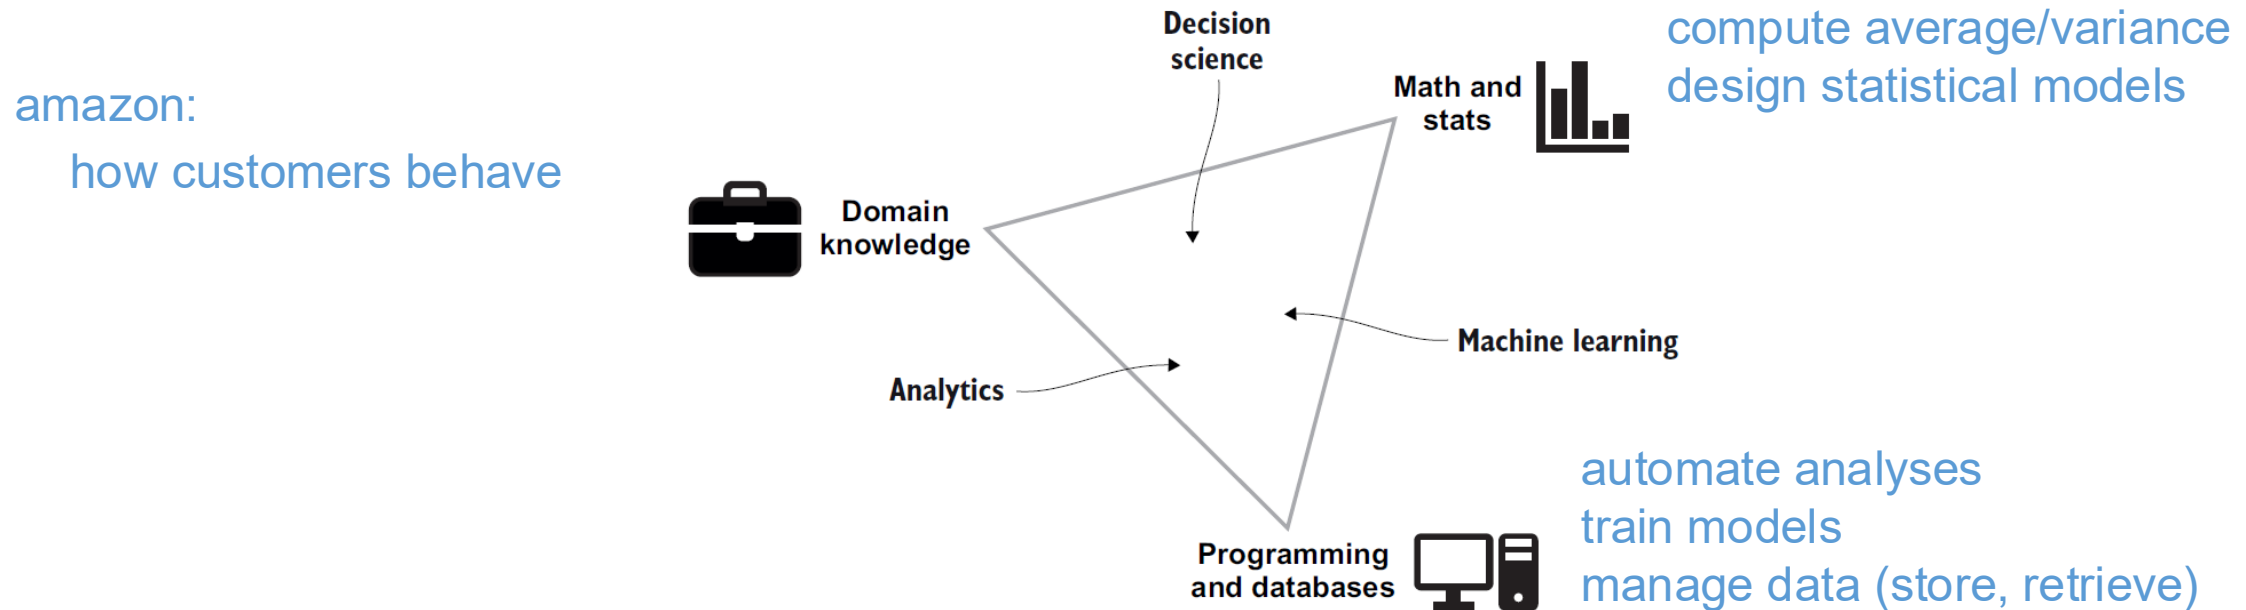 amazon:
how customers behave
Decision
science
Math and
stats
compute average/variance
design statistical models
Domain
knowledge
Machine learning
Analytics
Programming
and databases
automate analyses
train models
manage data (store, retrieve)